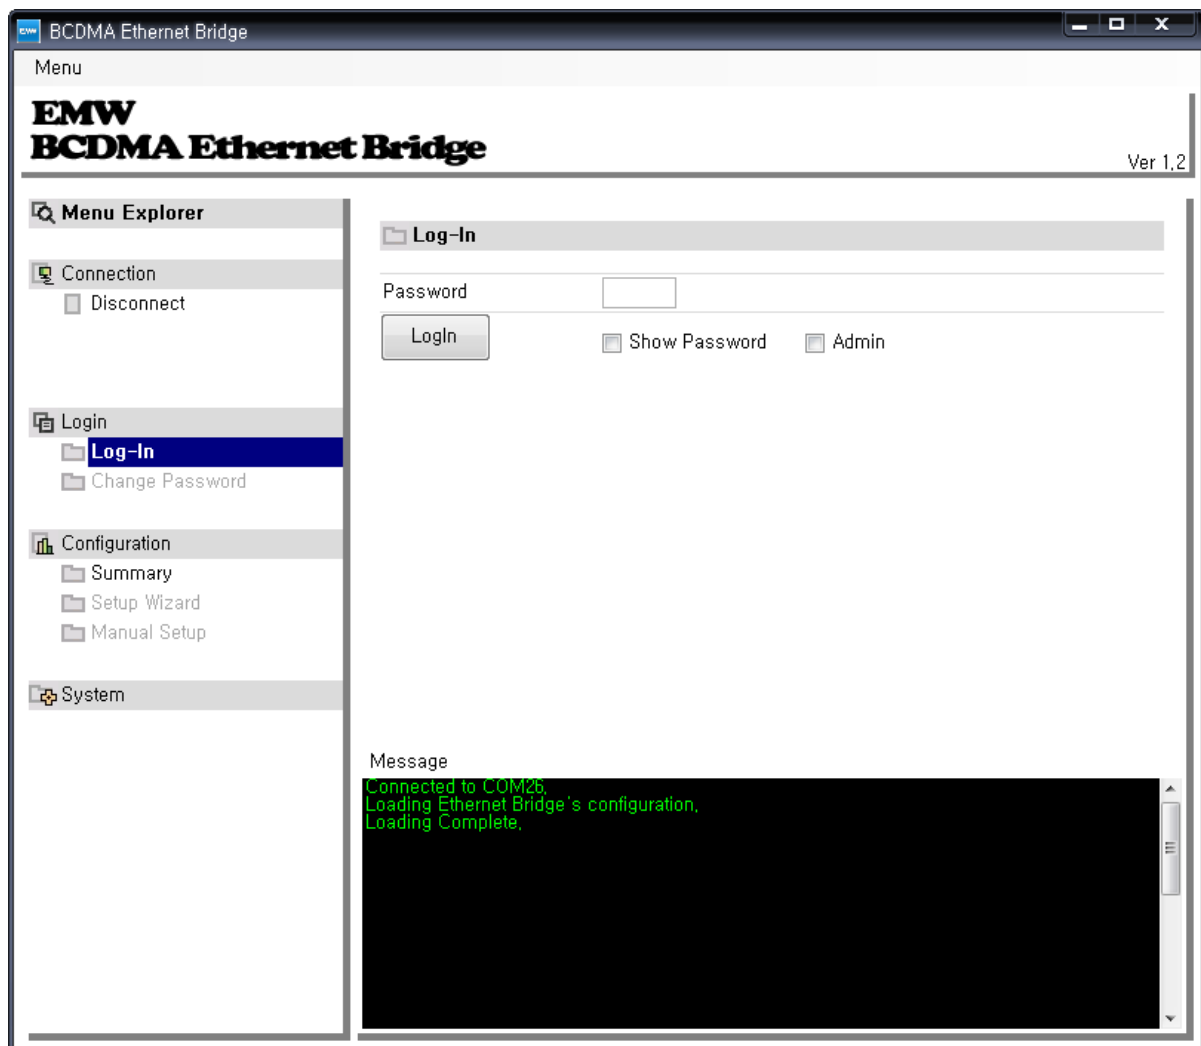 EMW BCDMA Ethernet Bridge
Menu
EMW
BCDMA Ethernet Bridge
Ver 1,2
Menu Explorer
Connection
Disconnect
Login
Log-In
Change Password
Configuration
Summary
Setup Wizard
Manual Setup
System
Log-In
Password
LogIn
Show Password
Admin
Message
Connected to COM26,
Loading Ethernet Bridge's configuration,
Loading Complete,